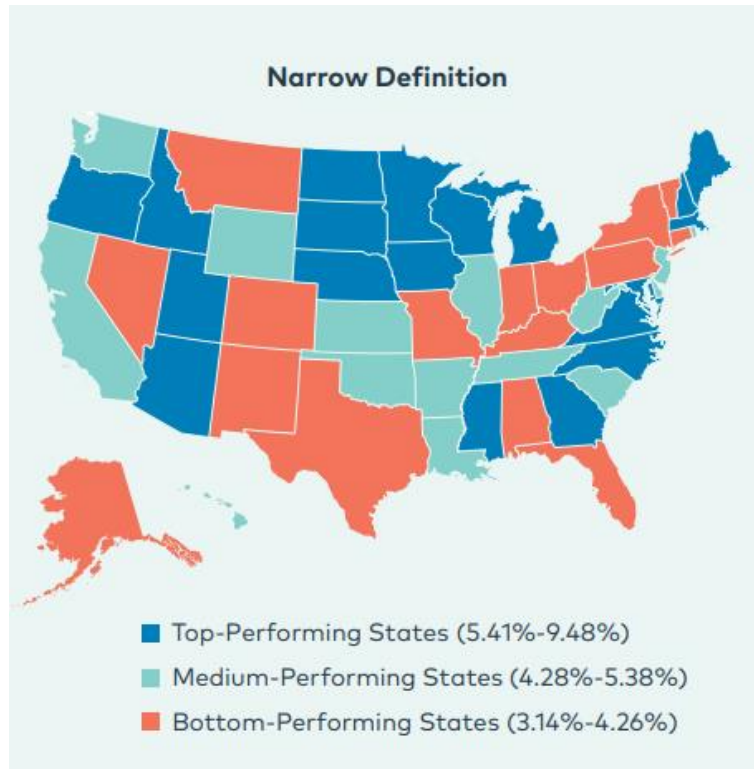 Narrow Definition
Top-Performing States (5.41%-9.48%)
Medium-Performing States (4.28%-5.38%)
Bottom-Performing States (3.14%-4.26%)